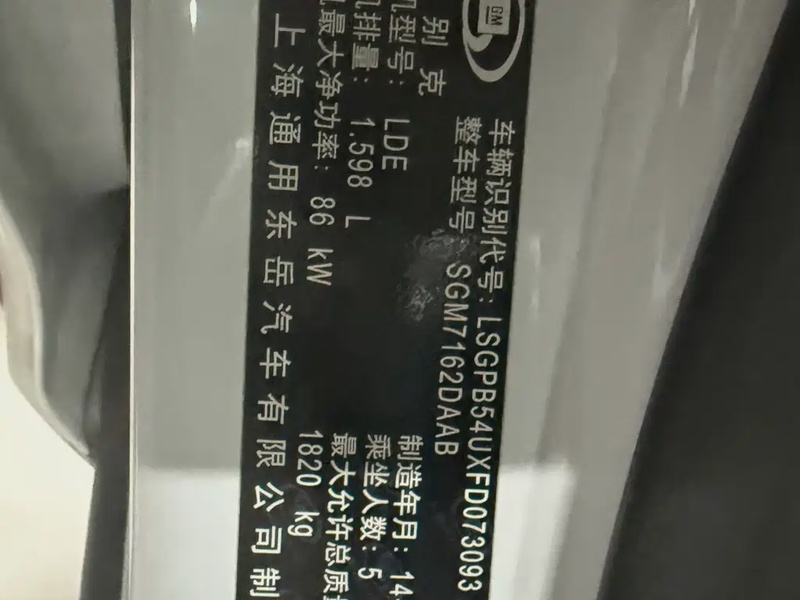 GM
别克
车辆识别代号: LSGPB54UXFD073093
整车型号: SGM7162DAAB
机型号: LDE
制造年月: 14
机排量: 1.598 L
乘坐人数: 5
机最大净功率: 86 kW
最大允许总质量
1820 kg
上海通用东岳汽车有限公司制